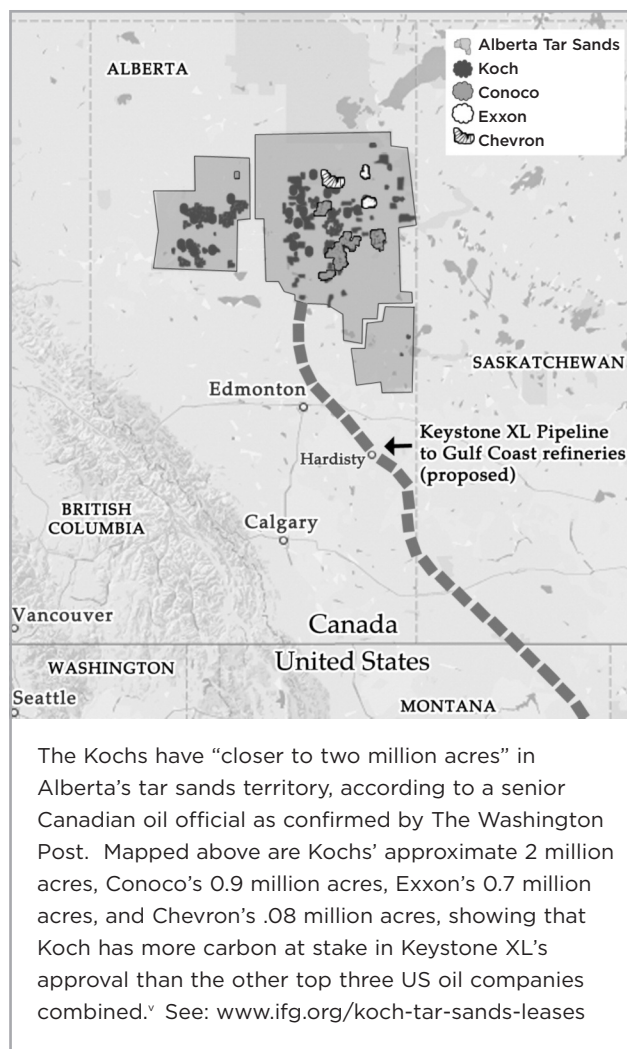 ALBERTA
Alberta Tar Sands
Koch
Conoco
Exxon
Chevron
SASKATCHEWAN
Edmonton
Keystone XL Pipeline
to Gulf Coast refineries
(proposed)
Hardisty
BRITISH
COLUMBIA
Calgary
Vancouver
Canada
United States
WASHINGTON
Seattle
MONTANA
The Kochs have “closer to two million acres” in
Alberta’s tar sands territory, according to a senior
Canadian oil official as confirmed by The Washington
Post.  Mapped above are Kochs’ approximate 2 million
acres, Conoco’s 0.9 million acres, Exxon’s 0.7 million
acres, and Chevron’s .08 million acres, showing that
Koch has more carbon at stake in Keystone XL’s
approval than the other top three US oil companies
combined.ᵛ  See: www.ifg.org/koch-tar-sands-leases